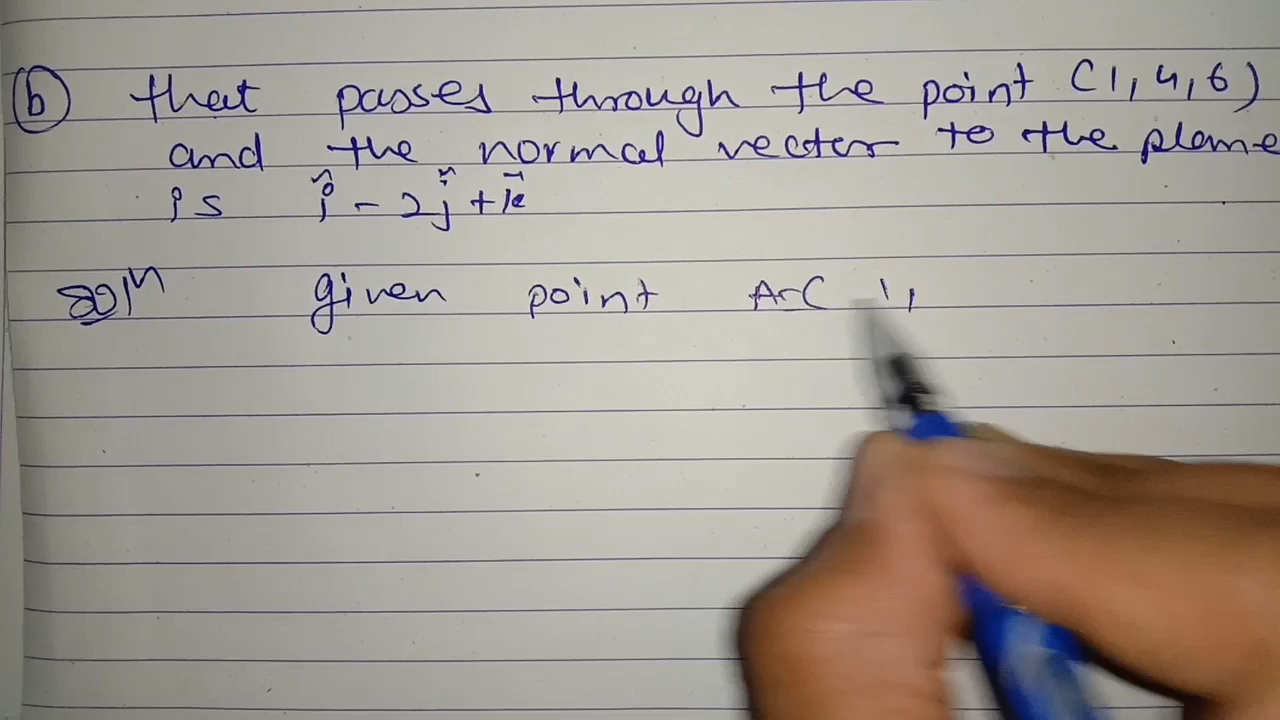 (b) that passes through the point (1, 4, 6)
and the normal vector to the plane
is î - 2ĵ + k̂
soln given point A(1,